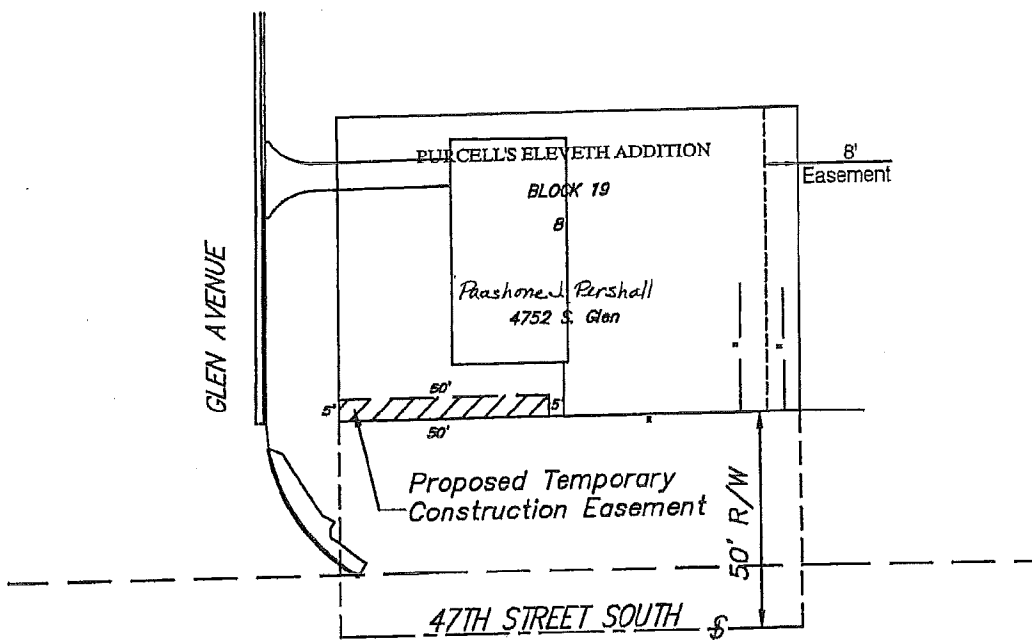 PURCELL'S ELEVETH ADDITION
8'
Easement
BLOCK 19
8
GLEN AVENUE
Paashone J. Pershall
4752 S. Glen
50'
5'
5'
50'
Proposed Temporary
Construction Easement
50' R/W
47TH STREET SOUTH